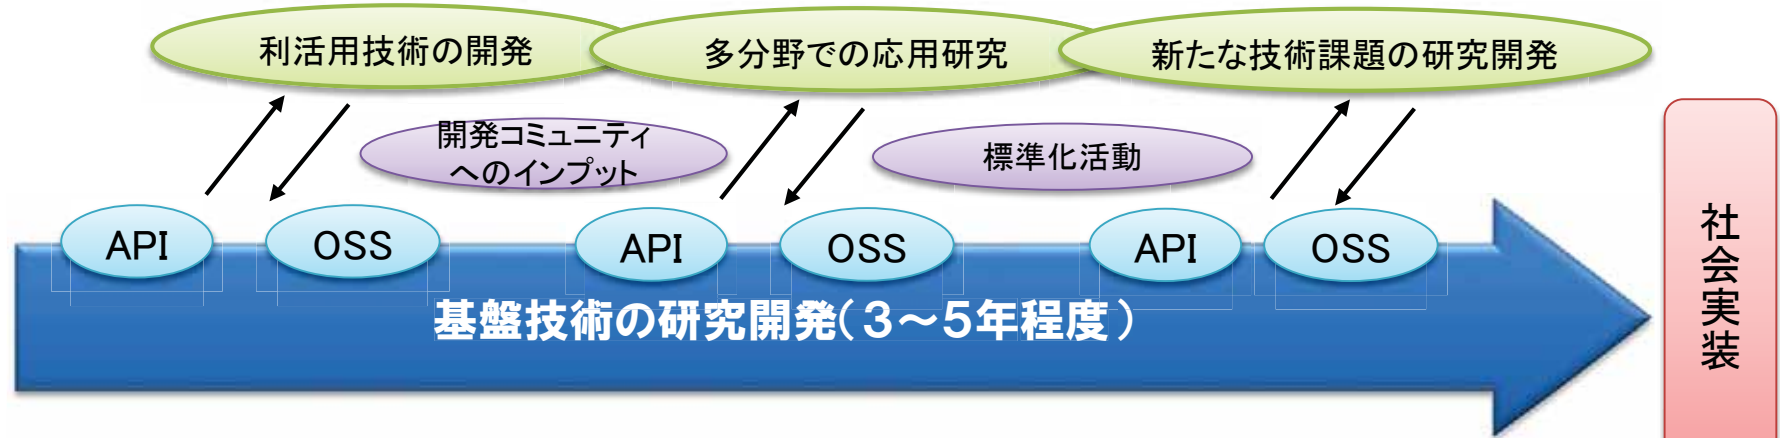 利活用技術の開発
多分野での応用研究
新たな技術課題の研究開発
開発コミュニティ
へのインプット
標準化活動
API
OSS
API
OSS
API
OSS
基盤技術の研究開発(3～5年程度)
社会実装